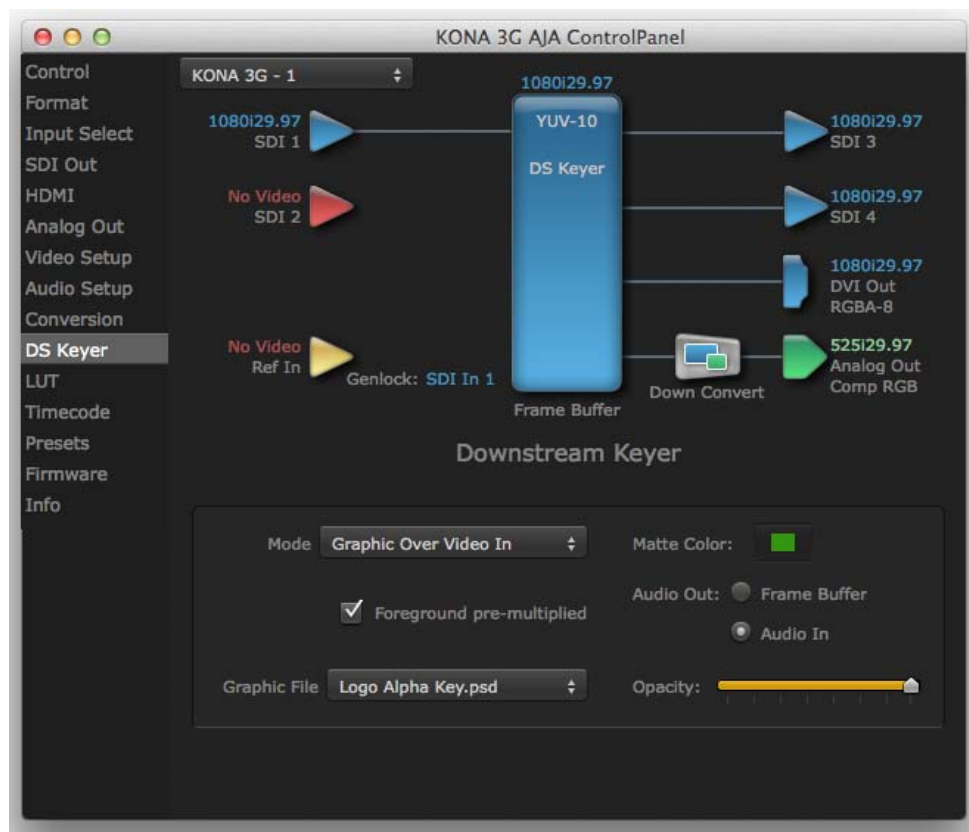 KONA 3G AJA ControlPanel
Control
Format
Input Select
SDI Out
HDMI
Analog Out
Video Setup
Audio Setup
Conversion
DS Keyer
LUT
Timecode
Presets
Firmware
Info
KONA 3G - 1
1080i29.97
SDI 1
No Video
SDI 2
No Video
Ref In
Genlock: SDI In 1
1080i29.97
YUV-10
DS Keyer
Frame Buffer
1080i29.97
SDI 3
1080i29.97
SDI 4
1080i29.97
DVI Out
RGBA-8
Down Convert
525i29.97
Analog Out
Comp RGB
Downstream Keyer
Mode Graphic Over Video In
Foreground pre-multiplied
Graphic File Logo Alpha Key.psd
Matte Color:
Audio Out: Frame Buffer
Audio In
Opacity: